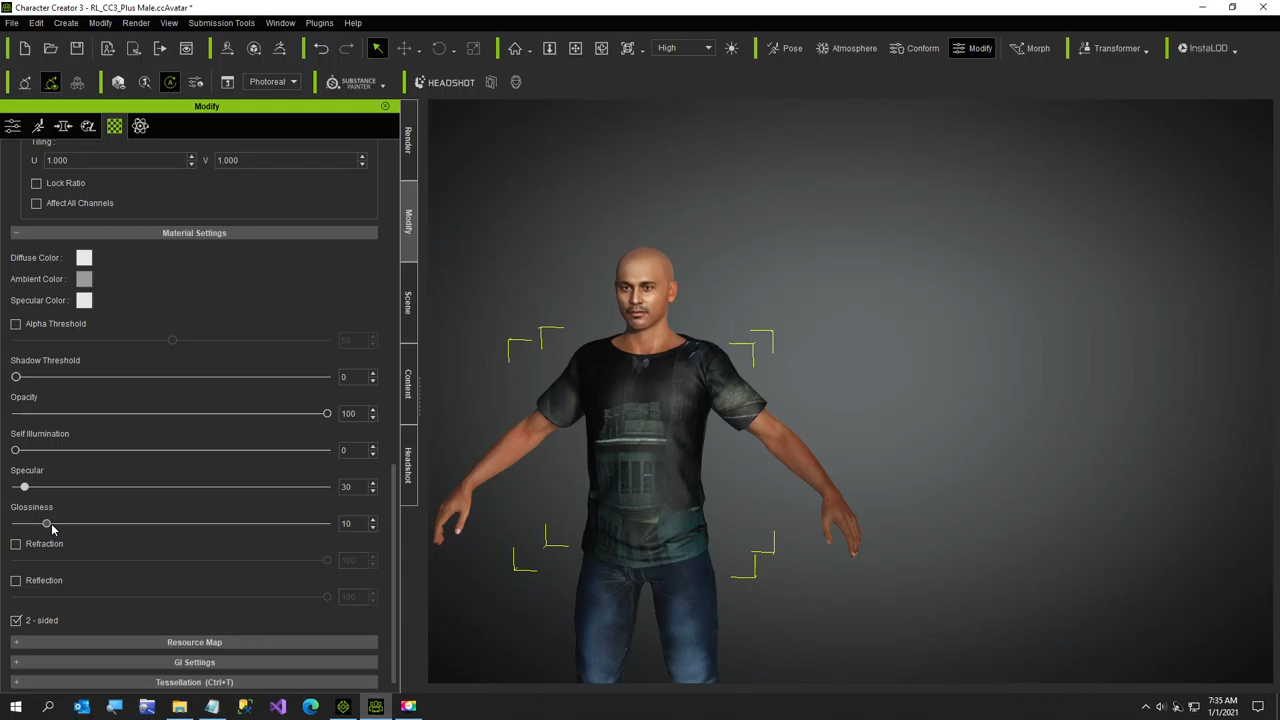 Character Creator 3 - RL_CC3_Plus Male.ccAvatar *
File Edit Create Modify Render View Submission Tools Window Plugins Help
High Pose Atmosphere Conform Modify Morph Transformer InstaLOD
Photoreal SUBSTANCE PAINTER HEADSHOT
Modify
Tiling :
U 1.000 V 1.000
Lock Ratio
Affect All Channels
Material Settings
Diffuse Color :
Ambient Color :
Specular Color :
Alpha Threshold
50
Shadow Threshold
0
Opacity
100
Self Illumination
0
Specular
30
Glossiness
10
Refraction
100
Reflection
100
2 - sided
Resource Map
GI Settings
Tessellation (Ctrl+T)
Render
Modify
Scene
Content
Headshot
7:35 AM
1/1/2021